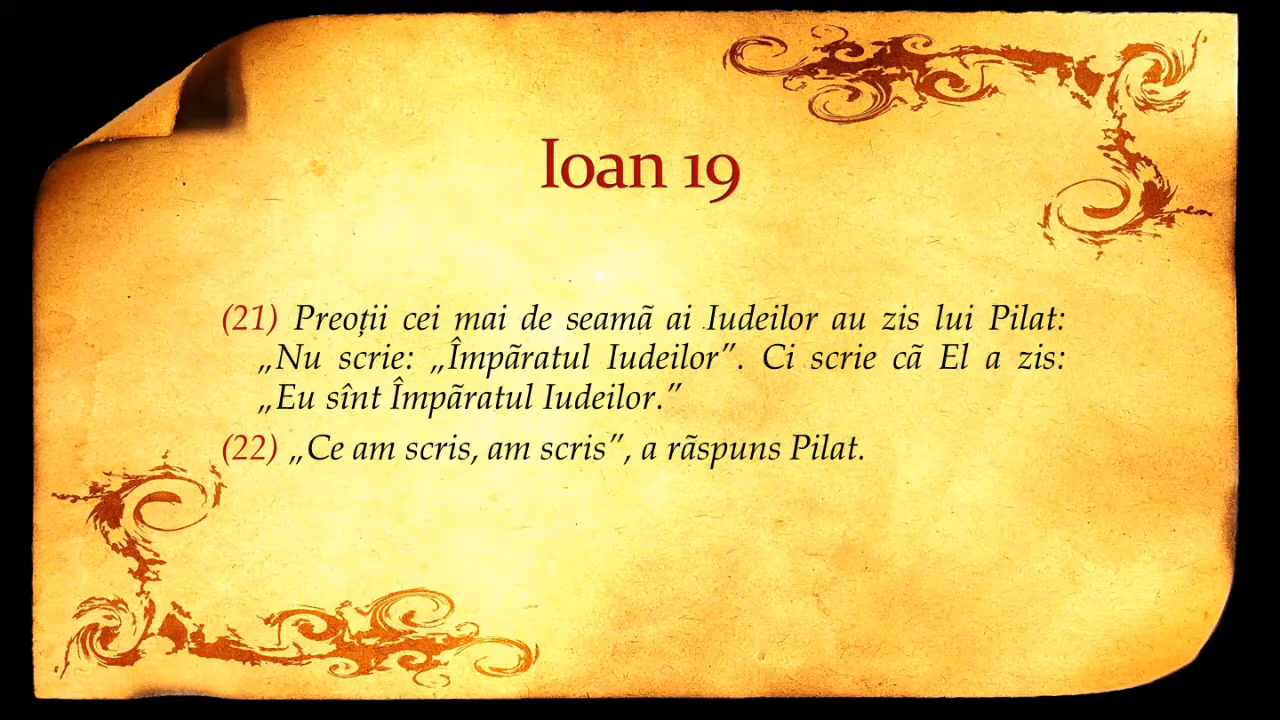 Ioan 19
(21) Preoţii cei mai de seamã ai Iudeilor au zis lui Pilat:
„Nu scrie: „Împãratul Iudeilor”. Ci scrie cã El a zis:
„Eu sînt Împãratul Iudeilor.”
(22) „Ce am scris, am scris”, a rãspuns Pilat.